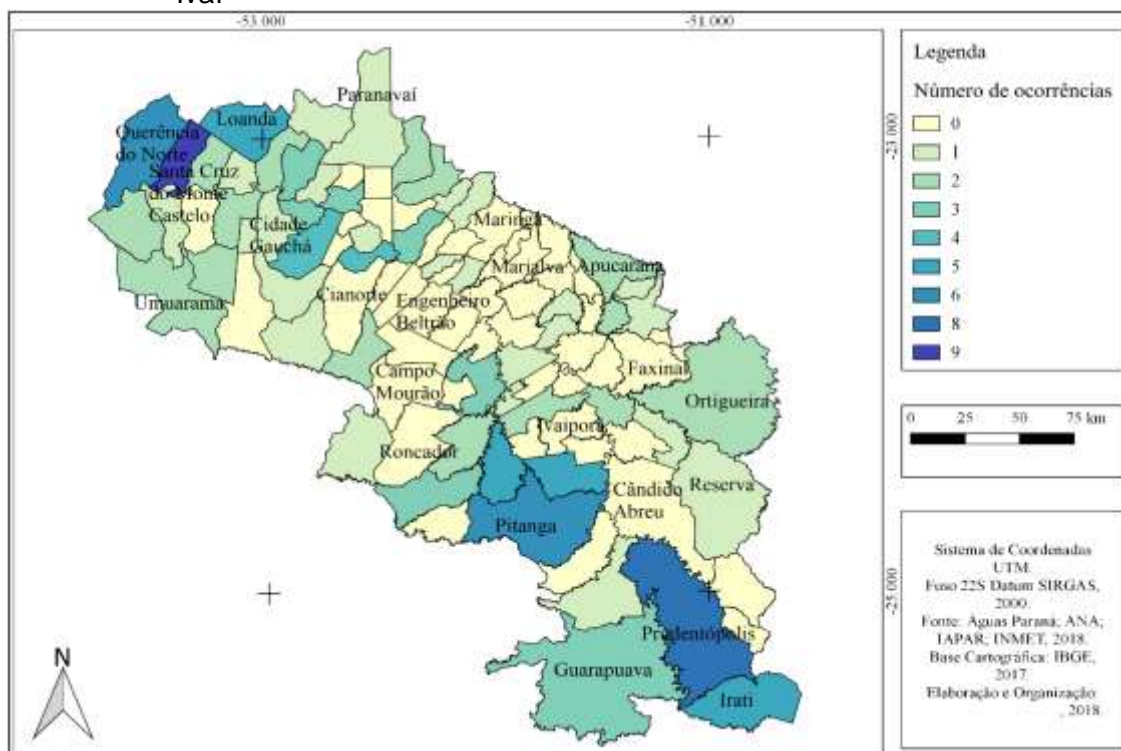 Ivaí
-53 000
-51.000
-23.000
-25 000
Paranavaí
Loanda
Querência
do Norte
Santa Cruz
do Monte
Castelo
Cidade
Gauchá
Maringá
Marialva
Apucarana
Umuarama
Cianorte
Engenheiro
Beltrão
Campo
Mourão
Faxinal
Ortigueira
Ivaiporã
Roncador
Cândido
Abreu
Reserva
Pitanga
Prudentópolis
Guarapuava
Irati
N
Legenda
Número de ocorrências
0
1
2
3
4
5
6
8
9
0 25 50 75 km
Sistema de Coordenadas
UTM
Fuso 22S Datum SIRGAS,
2000.
Fonte: Águas Paraná; ANA;
IAPAR; INMET, 2018.
Base Cartográfica: IBGE,
2017
Elaboração e Organização
, 2018.